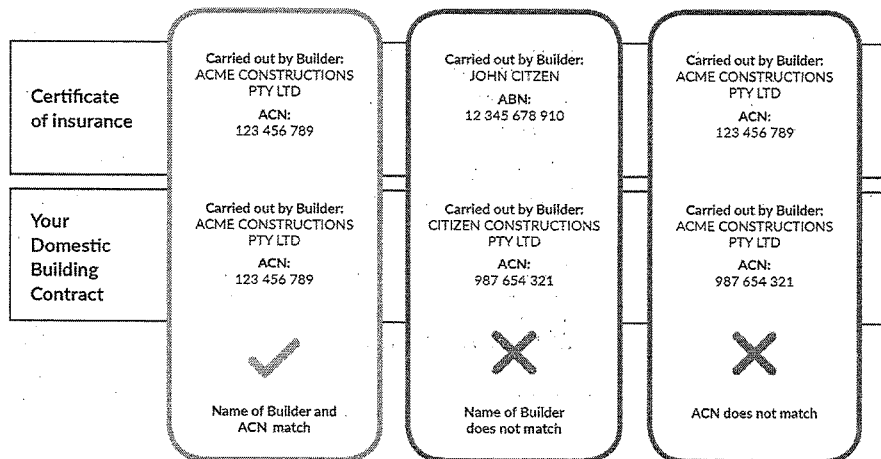 Certificate
of insurance
Carried out by Builder:
ACME CONSTRUCTIONS
PTY LTD
ACN:
123 456 789
Carried out by Builder:
JOHN CITZEN
ABN:
12 345 678 910
Carried out by Builder:
ACME CONSTRUCTIONS
PTY LTD
ACN:
123 456 789
Your
Domestic
Building
Contract
Carried out by Builder:
ACME CONSTRUCTIONS
PTY LTD
ACN:
123 456 789
Carried out by Builder:
CITIZEN CONSTRUCTIONS
PTY LTD
ACN:
987 654 321
Carried out by Builder:
ACME CONSTRUCTIONS
PTY LTD
ACN:
987 654 321
Name of Builder and
ACN match
Name of Builder
does not match
ACN does not match